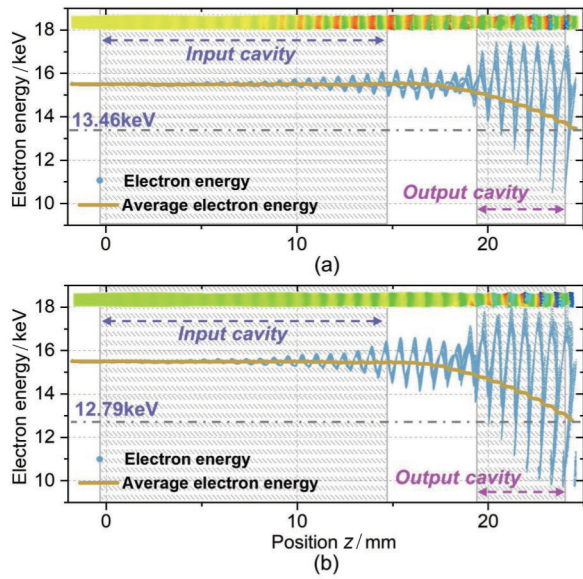 18
16
14
12
10
Electron energy / keV
Input cavity
13.46keV
Electron energy
Average electron energy
Output cavity
0
10
20
(a)
18
16
14
12
10
Electron energy / keV
Input cavity
12.79keV
Electron energy
Average electron energy
Output cavity
0
10
20
Position z / mm
(b)